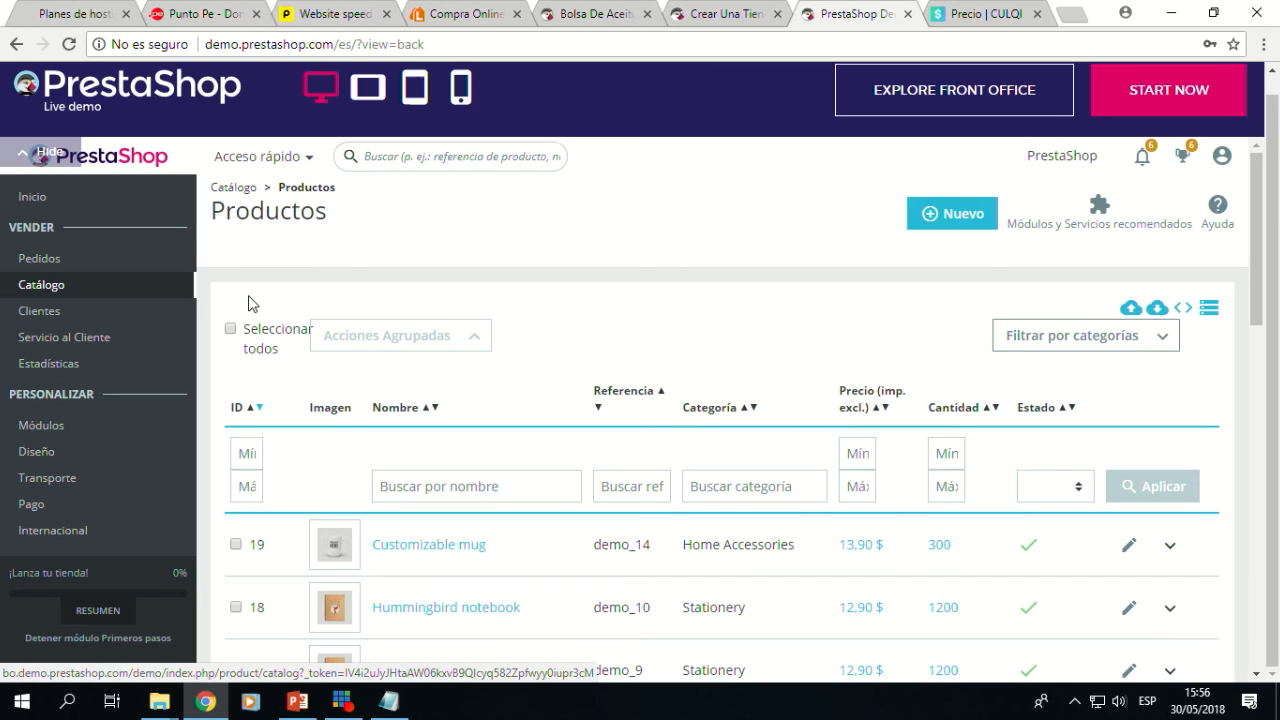 Planes de hosti
Punto Pe - Don
Website speed
Compra Online
Bolsa De Aceit
Crear Una Tien
PrestaShop De
Precio | CULQI
No es seguro
demo.prestashop.com/es/?view=back
PrestaShop
Live demo
EXPLORE FRONT OFFICE
START NOW
Hide
PrestaShop
Acceso rápido
Buscar (p. ej.: referencia de producto, n
PrestaShop
6
6
Inicio
VENDER
Pedidos
Catálogo
Clientes
Servicio al Cliente
Estadísticas
PERSONALIZAR
Módulos
Diseño
Transporte
Pago
Internacional
¡Lanza tu tienda! 0%
RESUMEN
Detener módulo Primeros pasos
Catálogo > Productos
Productos
Nuevo
Módulos y Servicios recomendados
Ayuda
Seleccionar
todos
Acciones Agrupadas
Filtrar por categorías
ID
Imagen
Nombre
Referencia
Categoría
Precio (imp.
excl.)
Cantidad
Estado
Mín
Má
Buscar por nombre
Buscar ref
Buscar categoría
Mín
Máx
Mín
Máx
Aplicar
19 Customizable mug demo_14 Home Accessories 13,90 $ 300
18 Hummingbird notebook demo_10 Stationery 12,90 $ 1200
demo_9 Stationery 12,90 $ 1200
ESP
15:56
30/05/2018